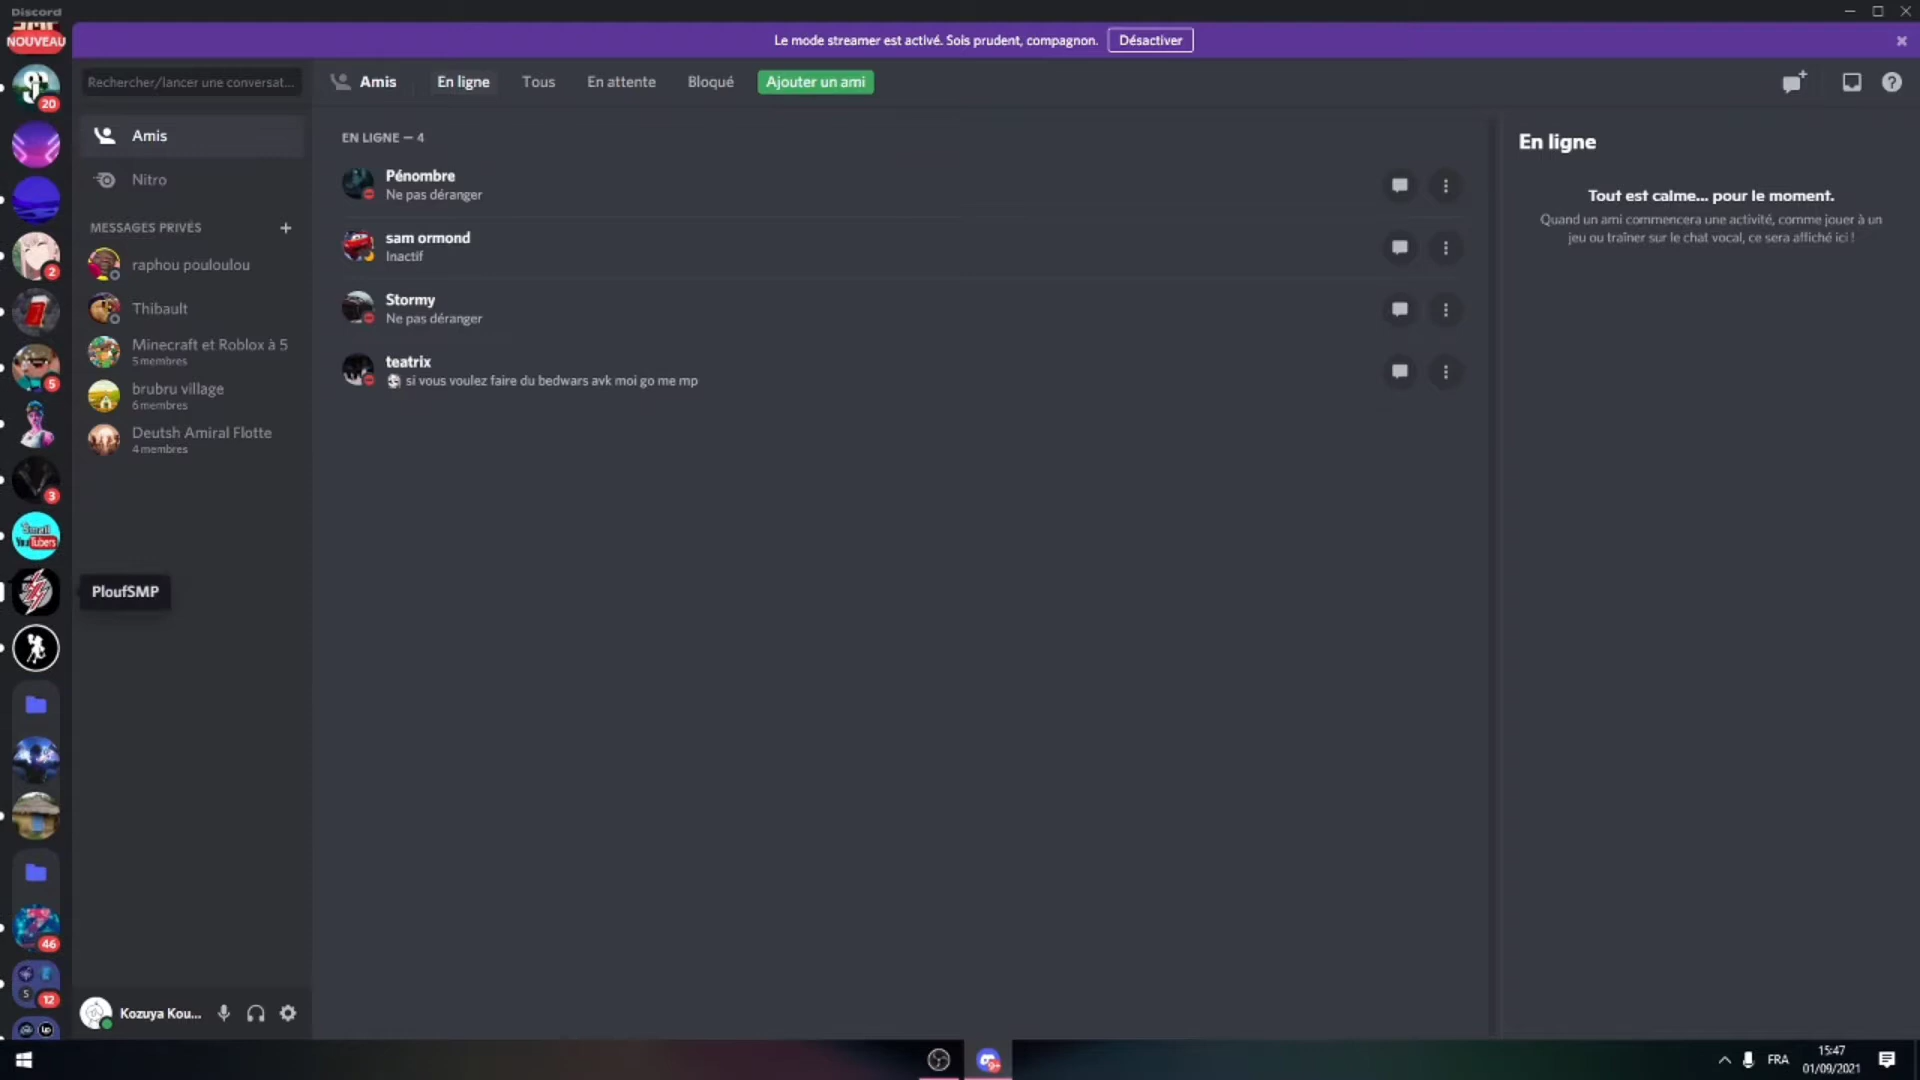 Discord
NOUVEAU
Le mode streamer est activé. Sois prudent, compagnon.
Désactiver
Rechercher/lancer une conversat...
Amis
En ligne
Tous
En attente
Bloqué
Ajouter un ami
20
2
5
3
Small
YouTubers
46
S
12
Amis
Nitro
MESSAGES PRIVÉS
raphou pouloulou
Thibault
Minecraft et Roblox à 5
5 membres
brubru village
6 membres
Deutsh Amiral Flotte
4 membres
PloufSMP
Kozuya Kou...
EN LIGNE — 4
Pénombre
Ne pas déranger
sam ormond
Inactif
Stormy
Ne pas déranger
teatrix
si vous voulez faire du bedwars avk moi go me mp
En ligne
Tout est calme... pour le moment.
Quand un ami commencera une activité, comme jouer à un
jeu ou traîner sur le chat vocal, ce sera affiché ici !
9+
FRA
15:47
01/09/2021